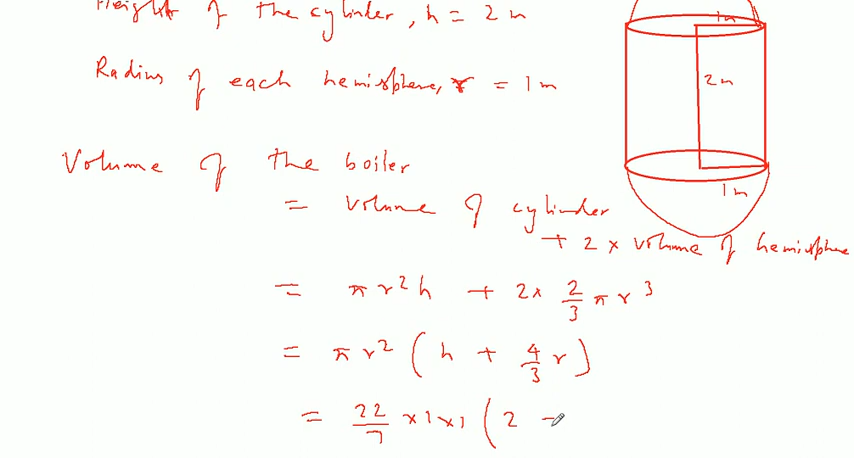 Height of the cylinder, h = 2 m
1m
Radius of each hemisphere, r = 1 m
2m
Volume of the boiler
1m
= volume of cylinder
+ 2 × volume of hemisphere
= πr²h + 2× 2/3 πr³
= πr² (h + 4/3 r)
= 22/7 ×1×1 (2 -